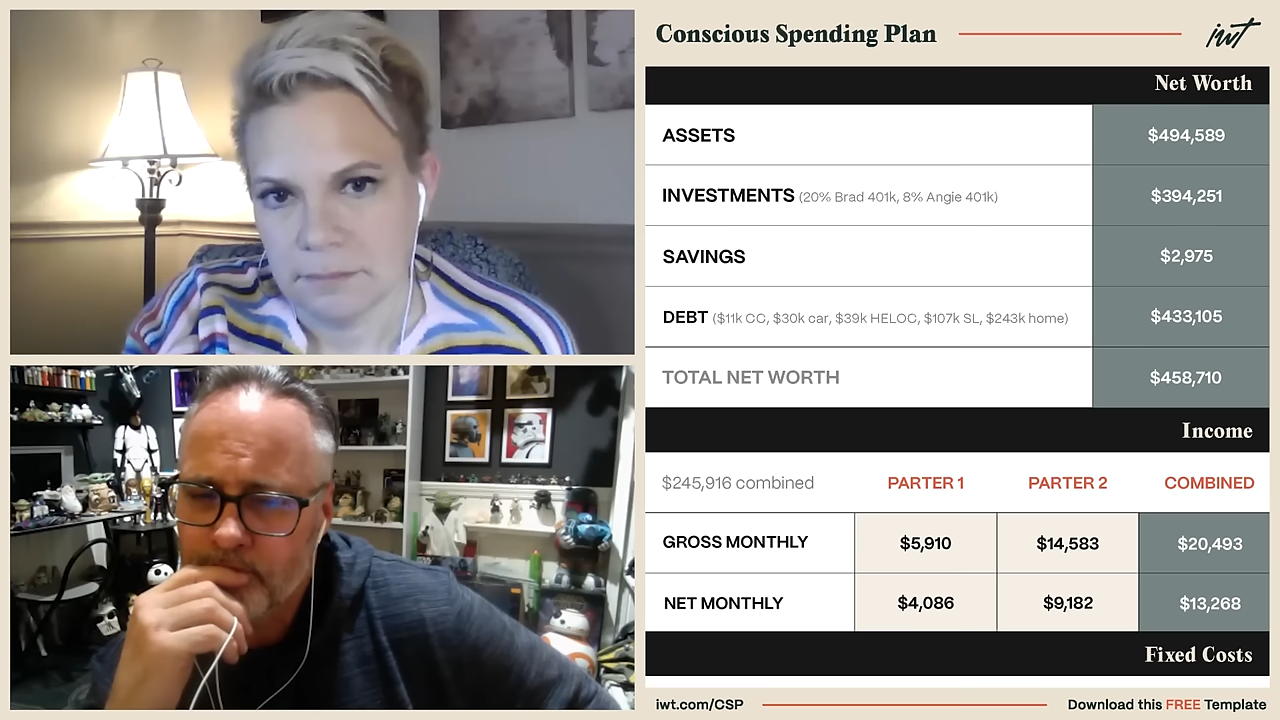 Conscious Spending Plan
iwt
Net Worth
ASSETS $494,589
INVESTMENTS (20% Brad 401k, 8% Angie 401k) $394,251
SAVINGS $2,975
DEBT ($11k CC, $30k car, $39k HELOC, $107k SL, $243k home) $433,105
TOTAL NET WORTH $458,710
Income
$245,916 combined PARTER 1 PARTER 2 COMBINED
GROSS MONTHLY $5,910 $14,583 $20,493
NET MONTHLY $4,086 $9,182 $13,268
Fixed Costs
iwt.com/CSP Download this FREE Template